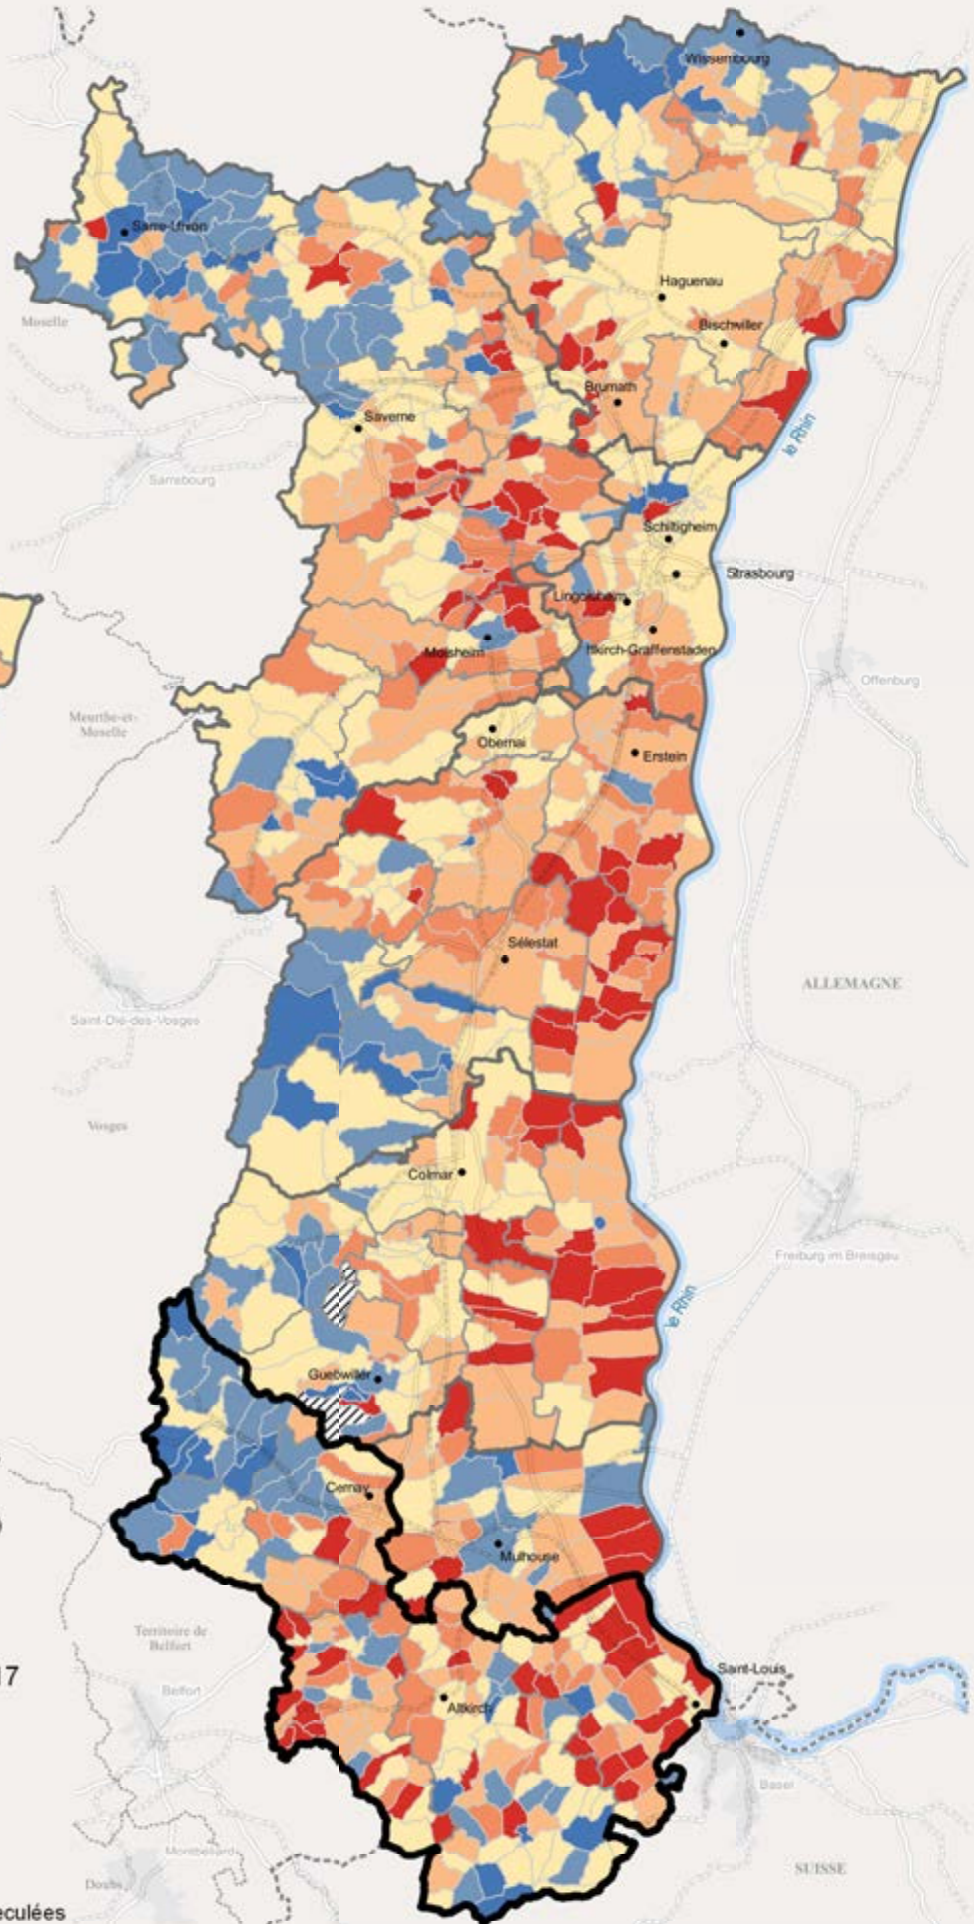 Wissembourg
Sarre-Union
Haguenau
Moselle
Bischviller
Brumath
Saverne
le Rhin
Sarrebourg
Schiltigheim
Strasbourg
Lingolsheim
Molsheim
Illkirch-Graffenstaden
Offenburg
Meurthe-et-
Moselle
Obernai
Erstein
Sélestat
ALLEMAGNE
Saint-Dié-des-Vosges
Vosges
Colmar
Freiburg im Breisgau
le Rhin
Guebwiller
Cernay
Mulhouse
Territoire de
Belfort
17
Saint-Louis
Belfort
Altkirch
Basel
Montbéliard
SUISSE
Doubs
eculées